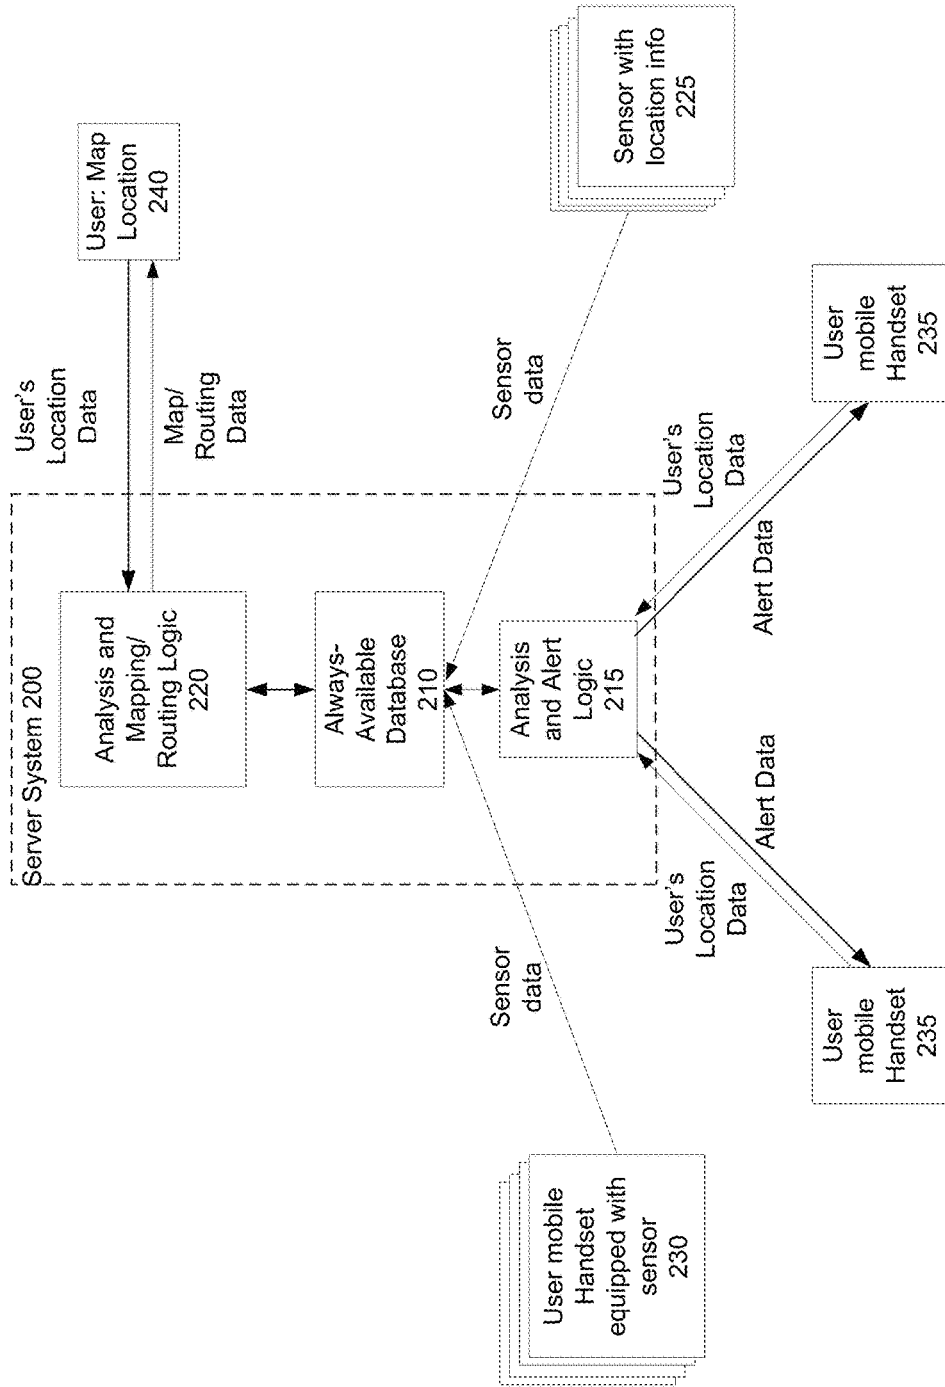 Server System 200
Analysis and
Mapping/
Routing Logic
220
User's
Location
Data
Map/
Routing
Data
User: Map
Location
240
Always-
Available
Database
210
Sensor
data
Sensor
data
User mobile
Handset
equipped with
sensor
230
Analysis
and Alert
Logic
215
Sensor with
location info
225
User's
Location
Data
Alert Data
User's
Location
Data
Alert Data
User
mobile
Handset
235
User
mobile
Handset
235